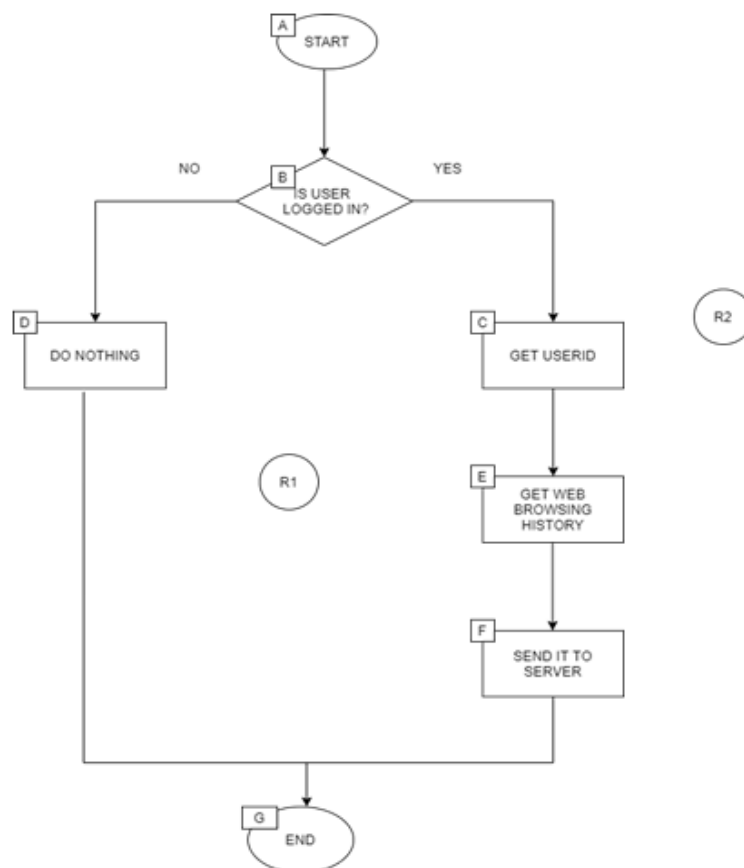 A
START
NO
YES
B
IS USER
LOGGED IN?
D
DO NOTHING
C
GET USERID
R2
R1
E
GET WEB
BROWSING
HISTORY
F
SEND IT TO
SERVER
G
END